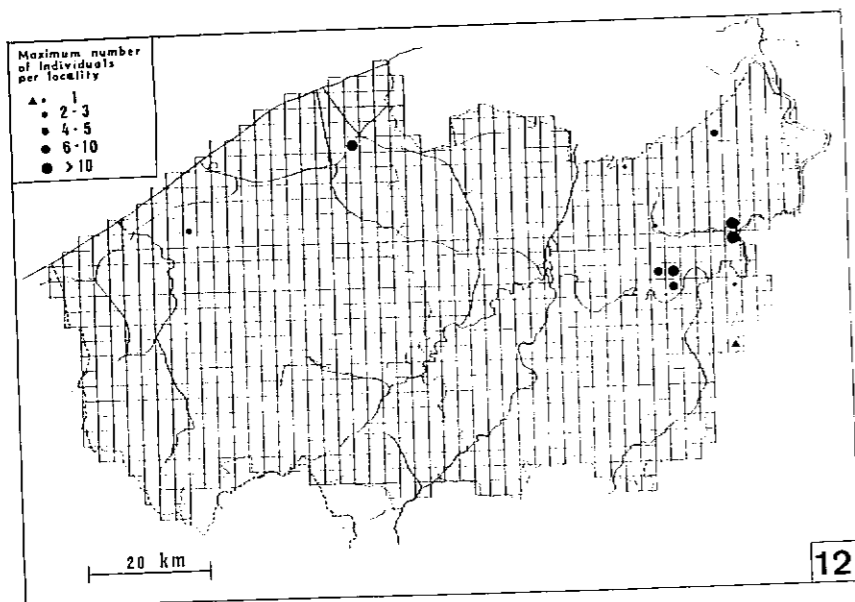 Maximum number
of Individuals
per locality
1
2-3
4-5
6-10
>10
20 km
12